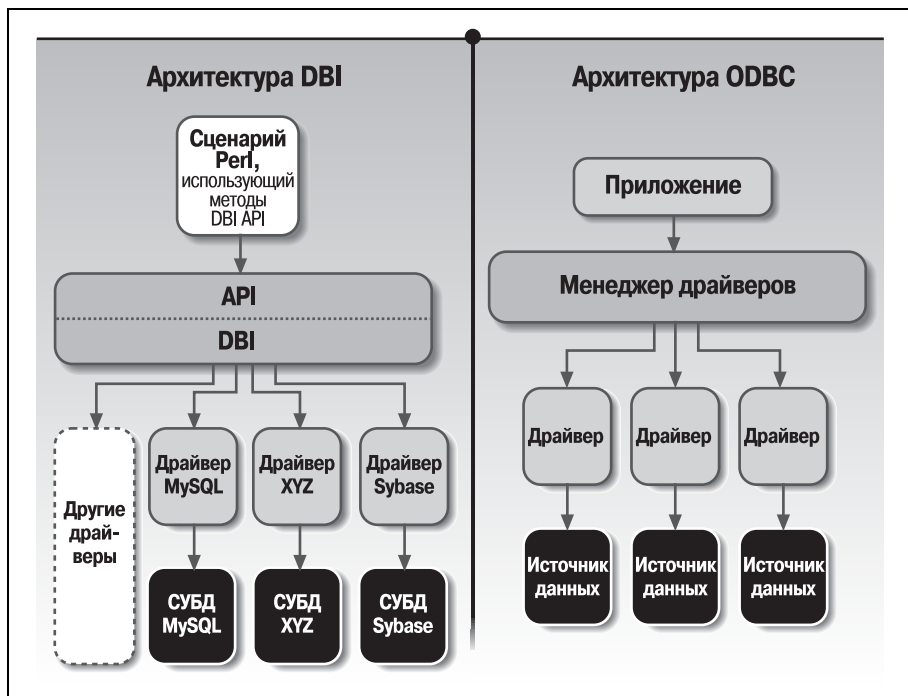 Архитектура DBI
Сценарий
Perl,
использующий
методы
DBI API
API
DBI
Другие
драй-
веры
Драйвер
MySQL
Драйвер
XYZ
Драйвер
Sybase
СУБД
MySQL
СУБД
XYZ
СУБД
Sybase
Архитектура ODBC
Приложение
Менеджер драйверов
Драйвер
Драйвер
Драйвер
Источник
данных
Источник
данных
Источник
данных